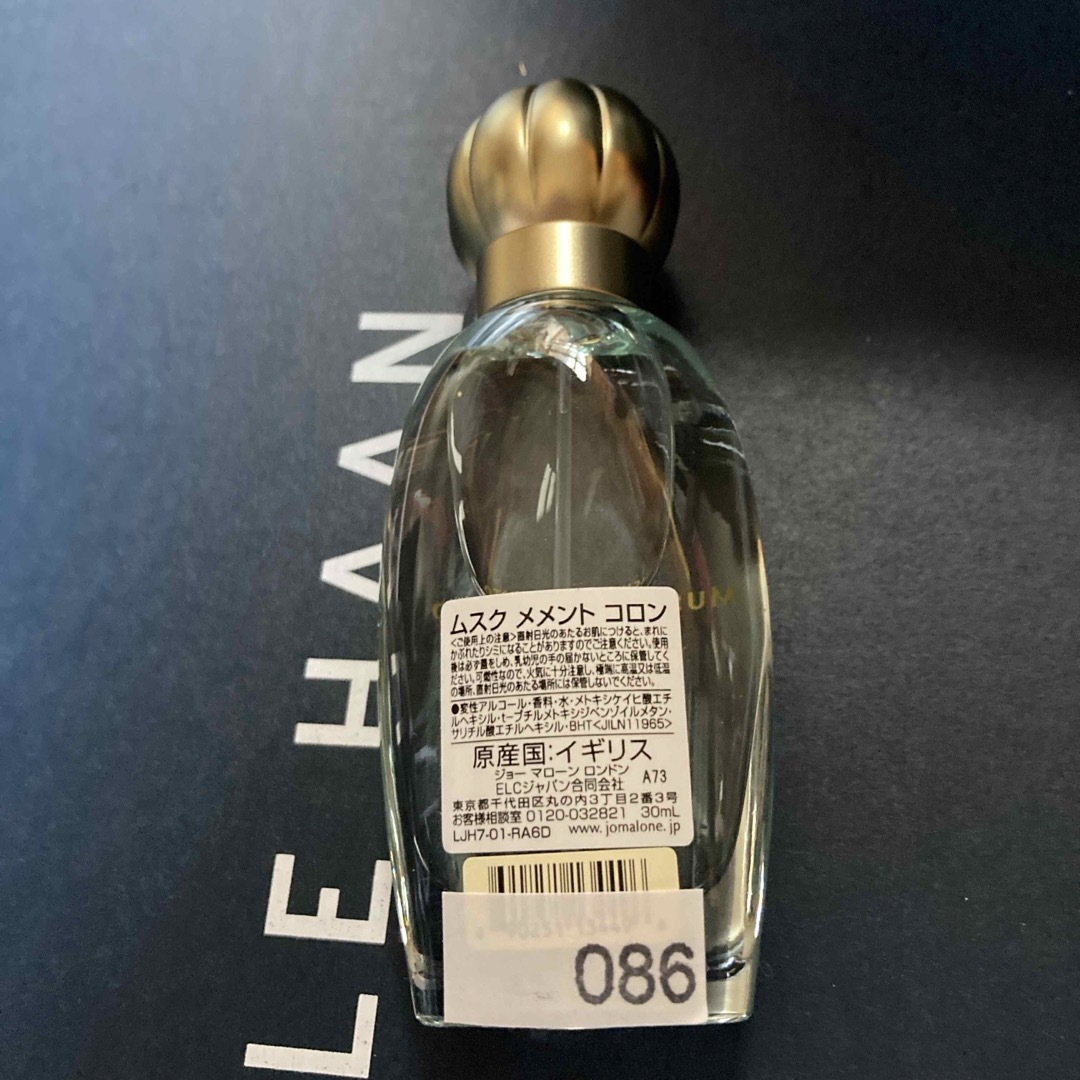 LE HAAN
UM
ムスク メメント コロン
<ご使用上の注意>直射日光のあたるお肌につけると、まれに
かぶれたりシミになることがありますのでご注意ください。使用
後は必ず蓋をしめ、乳幼児の手の届かないところに保管してく
ださい。可燃性なので、火気に十分注意し、極端に高温又は低温
の場所、直射日光のあたる場所には保管しないでください。
●変性アルコール・香料・水・メトキシケイヒ酸エチ
ルヘキシル・t-ブチルメトキシジベンゾイルメタン・
サリチル酸エチルヘキシル・BHT<JILN11965>
原産国:イギリス
ジョー マローン ロンドン
ELCジャパン合同会社 A73
東京都千代田区丸の内3丁目2番3号
お客様相談室 0120-032821 30mL
LJH7-01-RA6D www.jomalone.jp
086